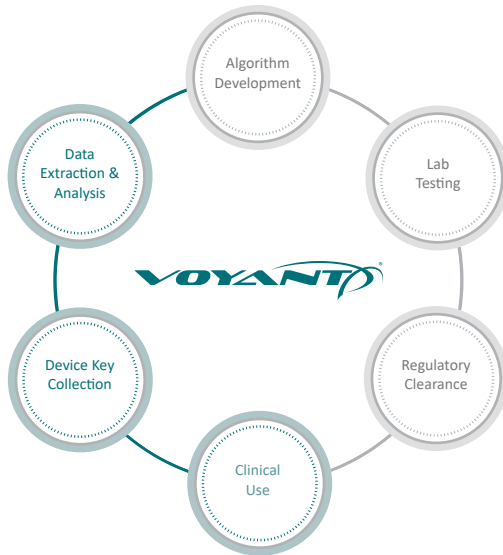 Algorithm
Development
Data
Extraction &
Analysis
Lab
Testing
VOYANT®
Device Key
Collection
Regulatory
Clearance
Clinical
Use